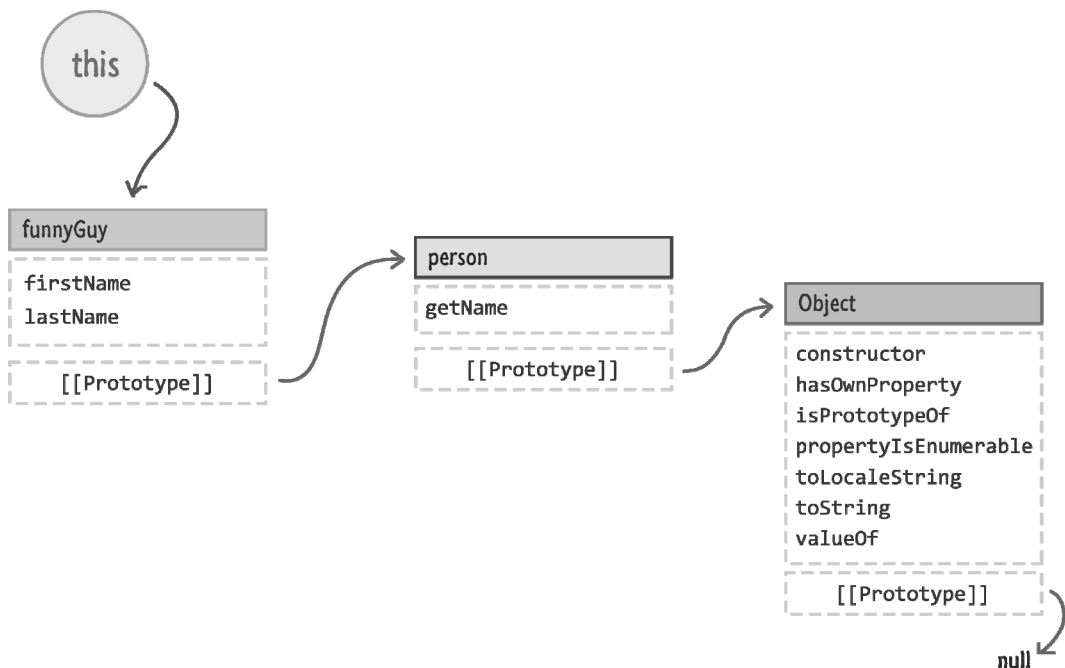 this
funnyGuy
firstName
lastName
[[Prototype]]
person
getName
[[Prototype]]
Object
constructor
hasOwnProperty
isPrototypeOf
propertyIsEnumerable
toLocaleString
toString
valueOf
[[Prototype]]
null